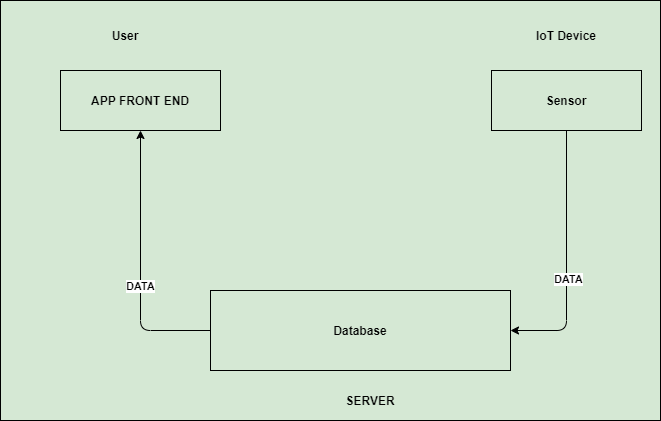 User
IoT Device
APP FRONT END
Sensor
DATA
DATA
Database
SERVER